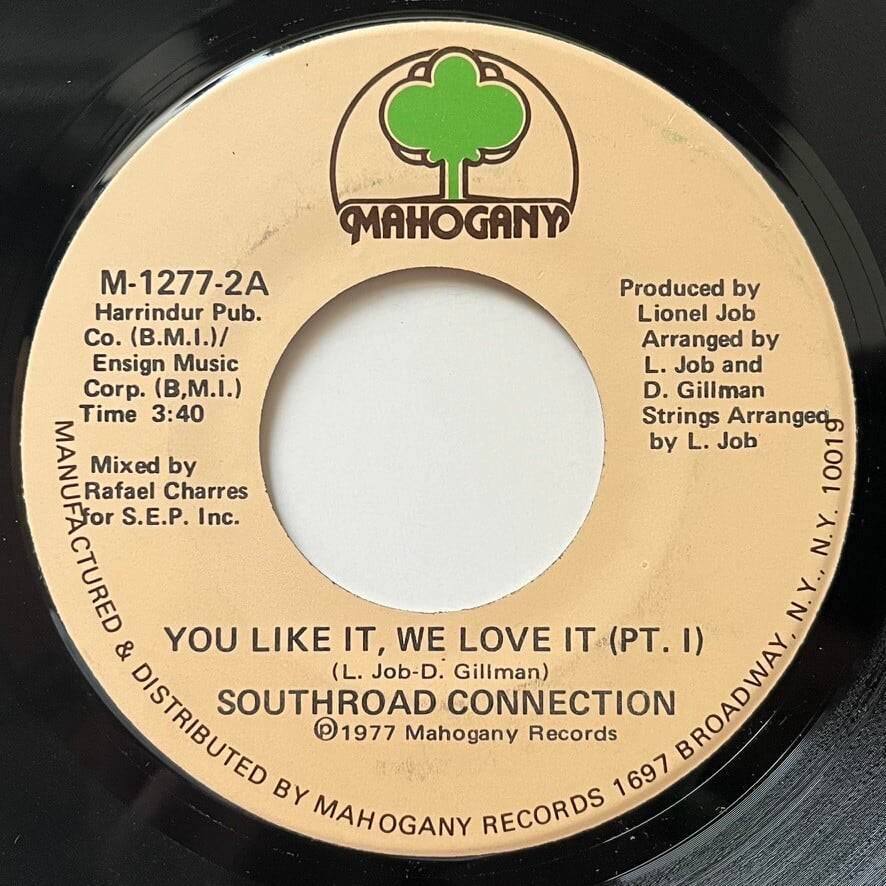 MAHOGANY
M-1277-2A
Harrindur Pub.
Co. (B.M.I.)/
Ensign Music
Corp. (B,M.I.)
Time 3:40
Mixed by
Rafael Charres
for S.E.P. Inc.
Produced by
Lionel Job
Arranged by
L. Job and
D. Gillman
Strings Arranged
by L. Job
YOU LIKE IT, WE LOVE IT (PT. I)
(L. Job-D. Gillman)
SOUTHROAD CONNECTION
℗1977 Mahogany Records
MANUFACTURED & DISTRIBUTED BY MAHOGANY RECORDS 1697 BROADWAY, N.Y., N.Y. 10019